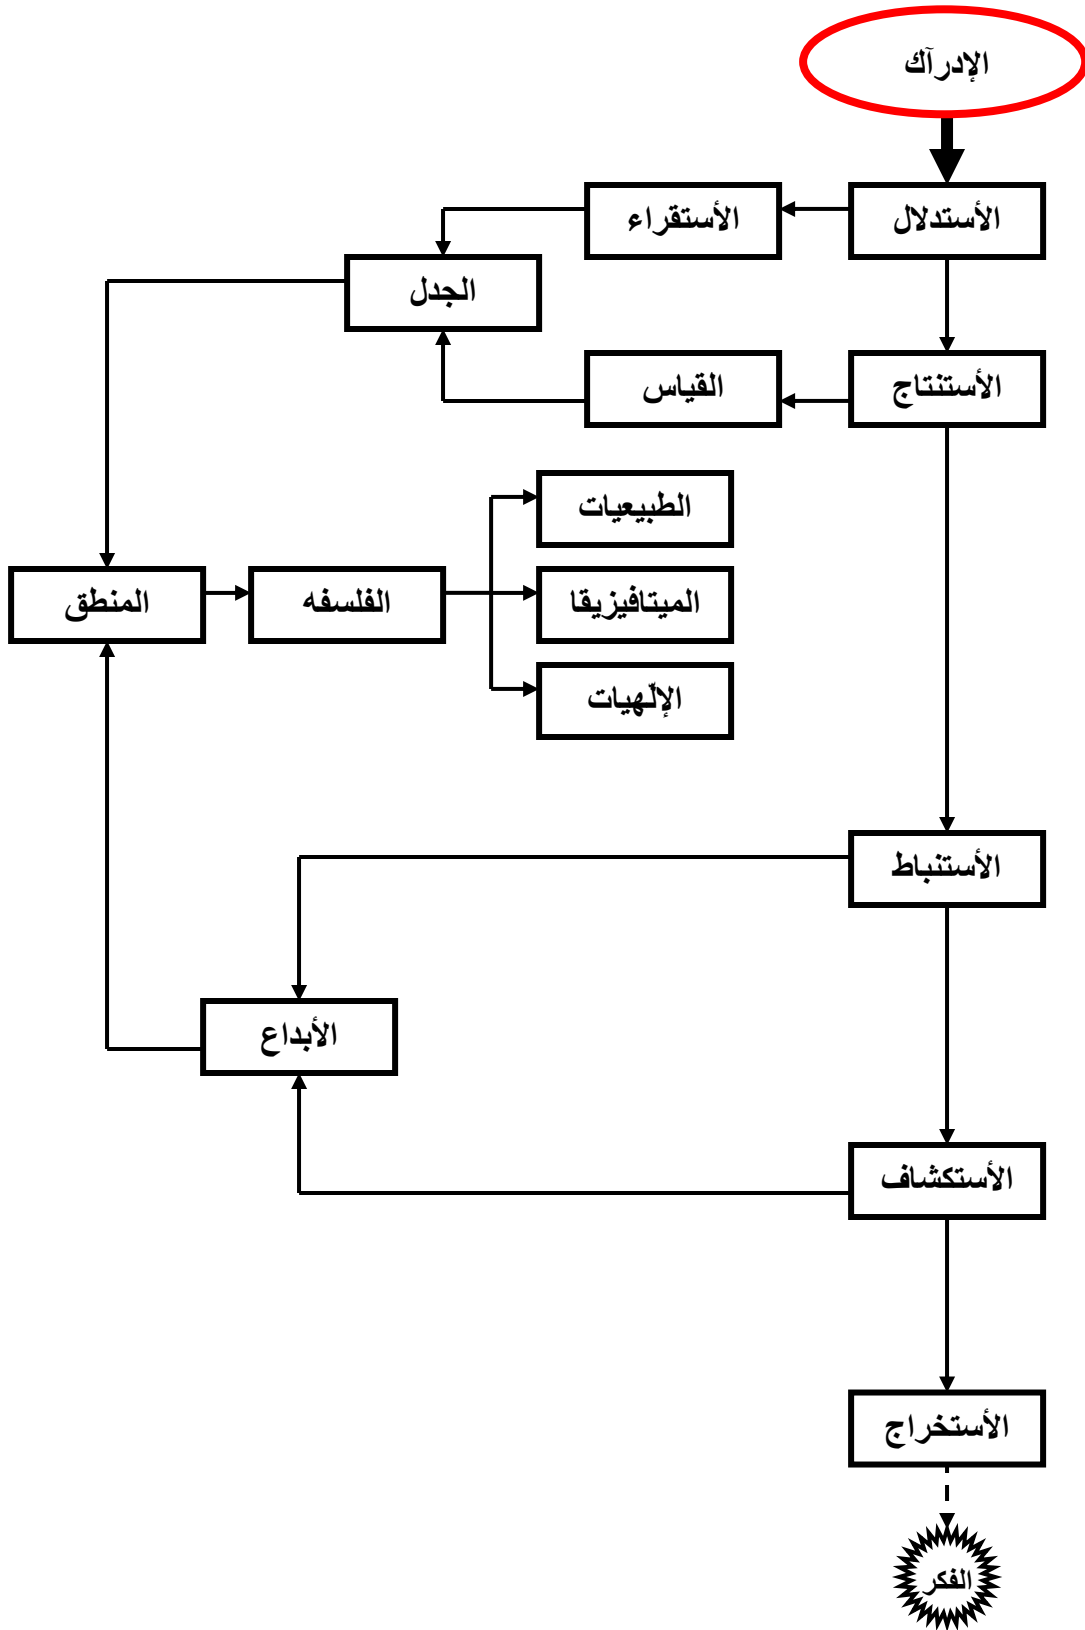 الإدرآك
الأستدلال
الأستقراء
الجدل
الأستنتاج
القياس
الطبيعيات
الميتافيزيقا
الفلسفه
المنطق
الإلّهيات
الأستنباط
الأبداع
الأستكشاف
الأستخراج
الفكر